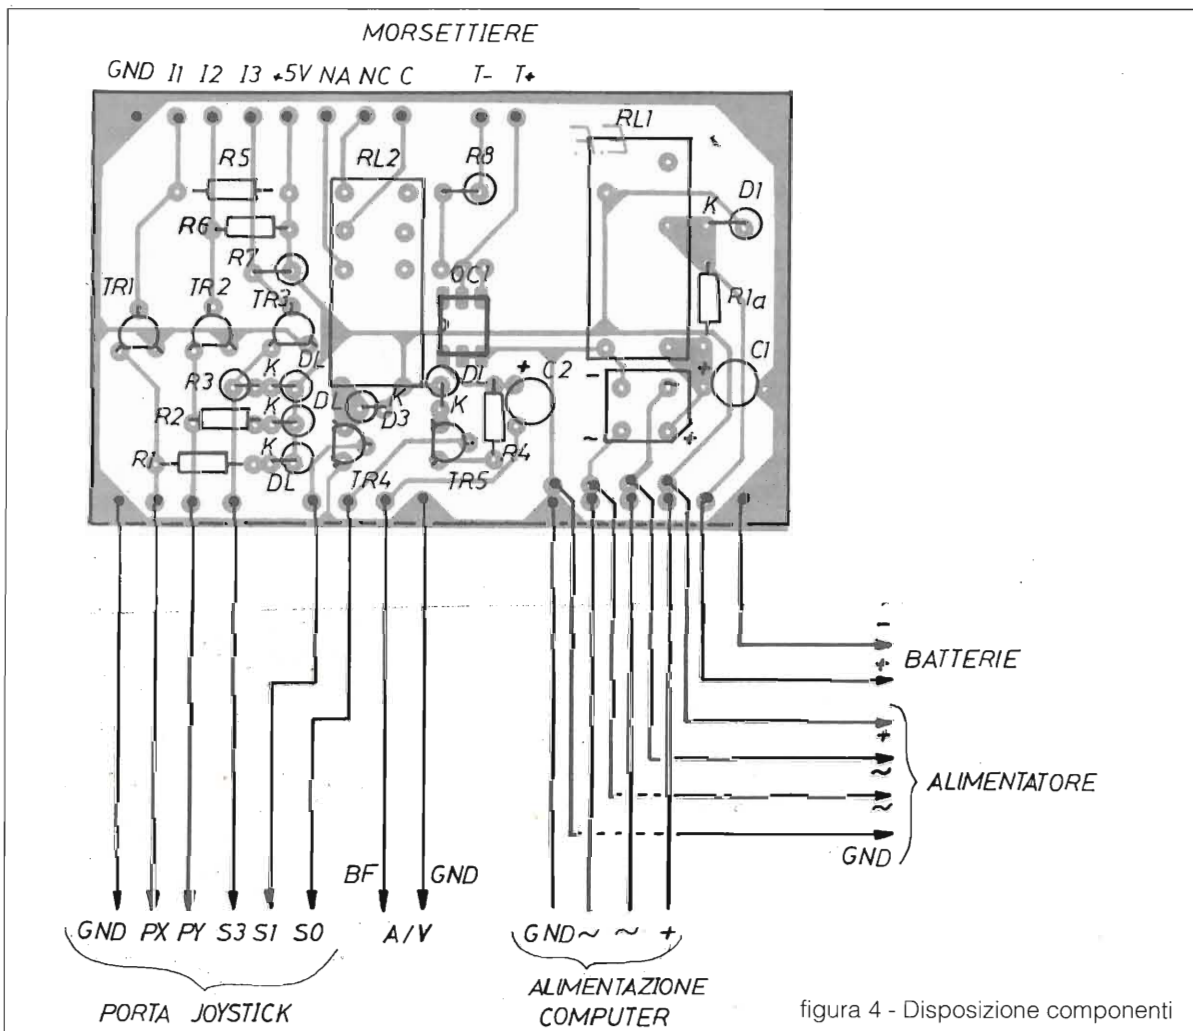 MORSETTIERE
GND I1 I2 I3 +5V NA NC C T- T+
RL1
R5 RL2 R8
D1
K
R6
R7
OC1
R1a
TR1 TR2 TR3
C1
+
DL
R3 K DL + C2 -
K D3 K
R2 K DL
~ +
R1 K R4
DL TR4 TR5
-
+ BATTERIE
+
~
ALIMENTATORE
~
GND
BF GND
GND PX PY S3 S1 S0 A/V GND ~ ~ +
PORTA JOYSTICK
ALIMENTAZIONE
COMPUTER
figura 4 - Disposizione componenti